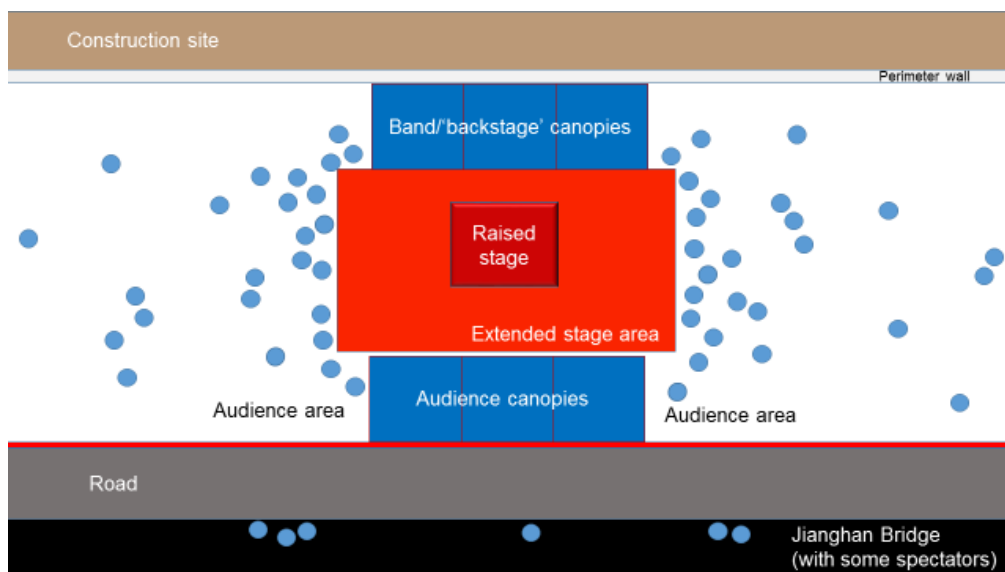 Construction site
Perimeter wall
Band/'backstage' canopies
Raised
stage
Extended stage area
Audience canopies
Audience area
Audience area
Road
Jianghan Bridge
(with some spectators)